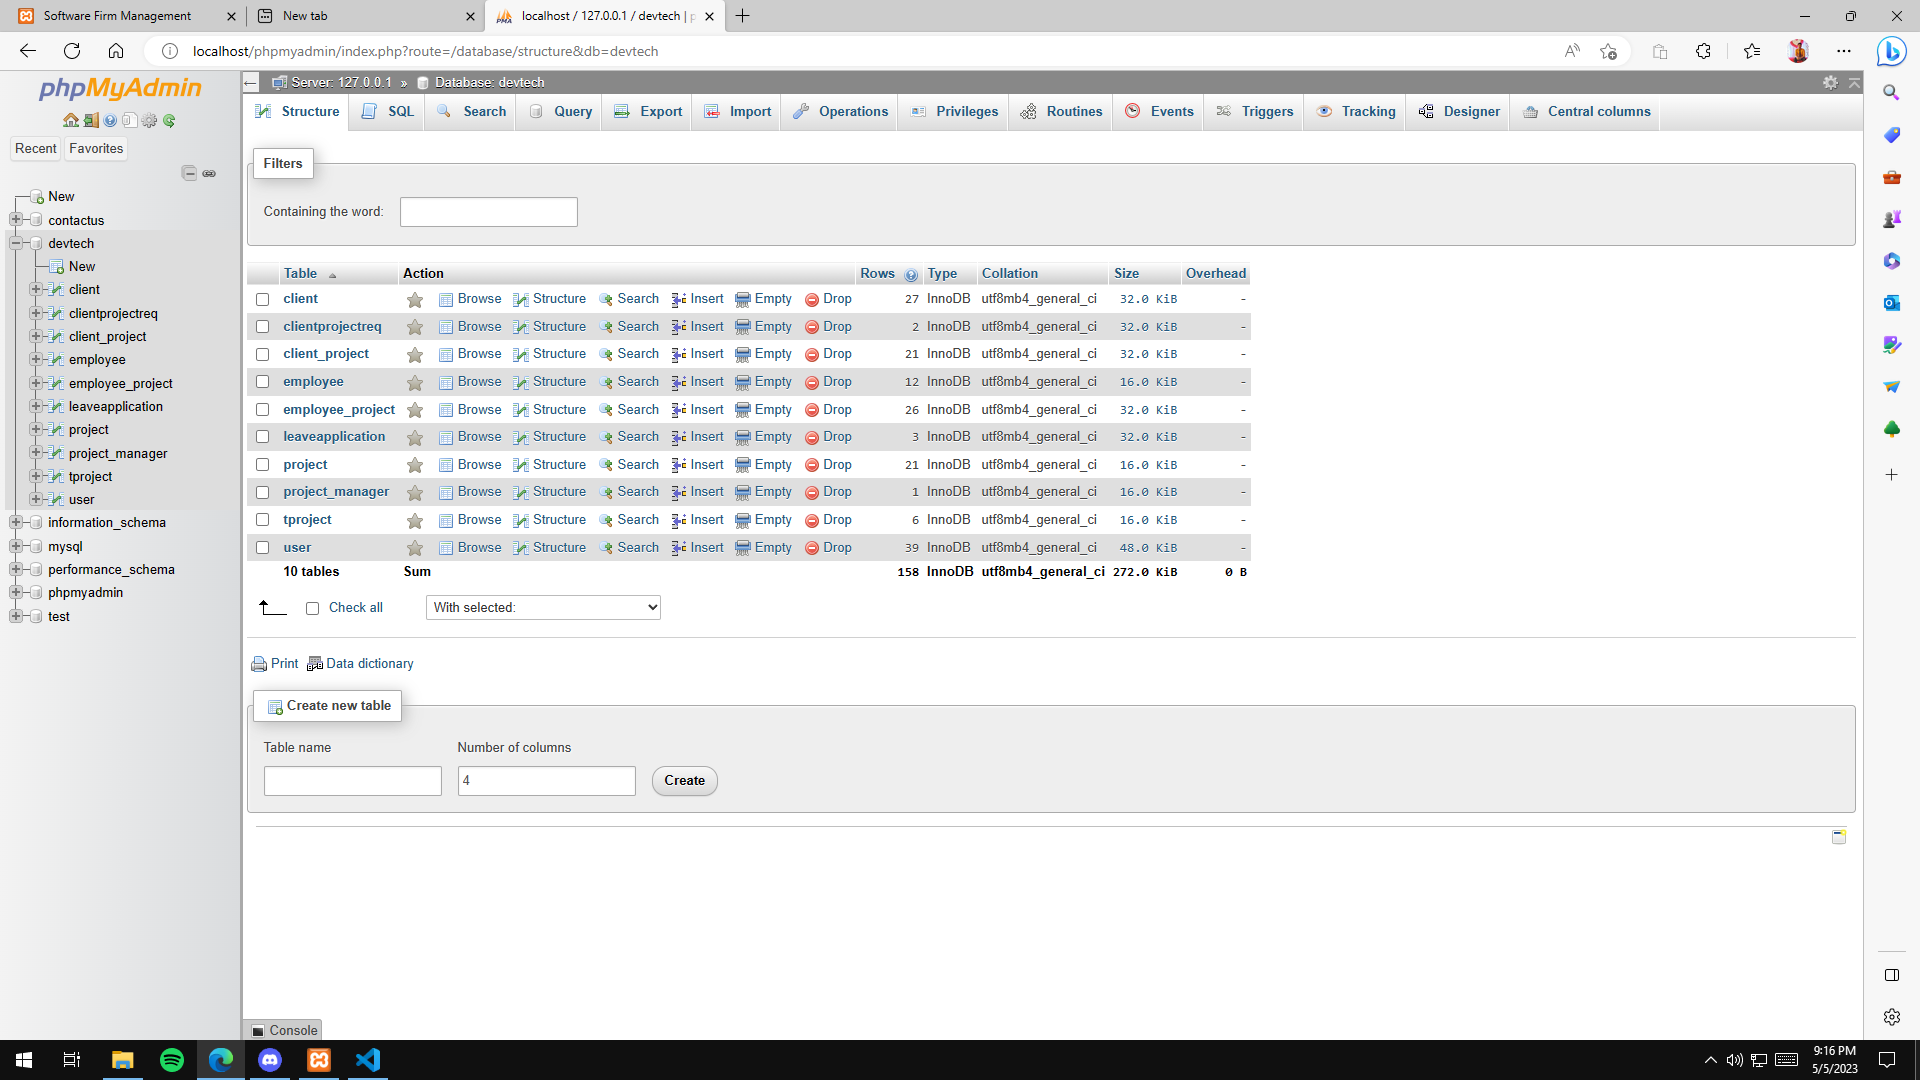 Software Firm Management
New tab
localhost / 127.0.0.1 / devtech | p
localhost/phpmyadmin/index.php?route=/database/structure&db=devtech
phpMyAdmin
Recent
Favorites
New
contactus
devtech
New
client
clientprojectreq
client_project
employee
employee_project
leaveapplication
project
project_manager
tproject
user
information_schema
mysql
performance_schema
phpmyadmin
test
Server: 127.0.0.1 » Database: devtech
Structure SQL Search Query Export Import Operations Privileges Routines Events Triggers Tracking Designer Central columns
Filters
Containing the word:
Table Action Rows Type Collation Size Overhead
client Browse Structure Search Insert Empty Drop 27 InnoDB utf8mb4_general_ci 32.0 KiB -
clientprojectreq Browse Structure Search Insert Empty Drop 2 InnoDB utf8mb4_general_ci 32.0 KiB -
client_project Browse Structure Search Insert Empty Drop 21 InnoDB utf8mb4_general_ci 32.0 KiB -
employee Browse Structure Search Insert Empty Drop 12 InnoDB utf8mb4_general_ci 16.0 KiB -
employee_project Browse Structure Search Insert Empty Drop 26 InnoDB utf8mb4_general_ci 32.0 KiB -
leaveapplication Browse Structure Search Insert Empty Drop 3 InnoDB utf8mb4_general_ci 32.0 KiB -
project Browse Structure Search Insert Empty Drop 21 InnoDB utf8mb4_general_ci 16.0 KiB -
project_manager Browse Structure Search Insert Empty Drop 1 InnoDB utf8mb4_general_ci 16.0 KiB -
tproject Browse Structure Search Insert Empty Drop 6 InnoDB utf8mb4_general_ci 16.0 KiB -
user Browse Structure Search Insert Empty Drop 39 InnoDB utf8mb4_general_ci 48.0 KiB -
10 tables Sum 158 InnoDB utf8mb4_general_ci 272.0 KiB 0 B
Check all
With selected:
Print Data dictionary
Create new table
Table name
Number of columns
4
Create
Console
9:16 PM
5/5/2023